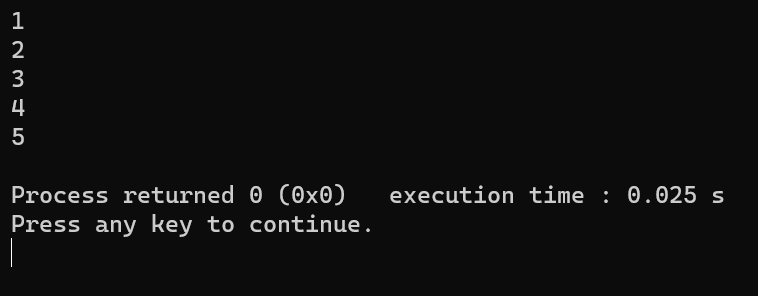 1
2
3
4
5
Process returned 0 (0x0)   execution time : 0.025 s
Press any key to continue.